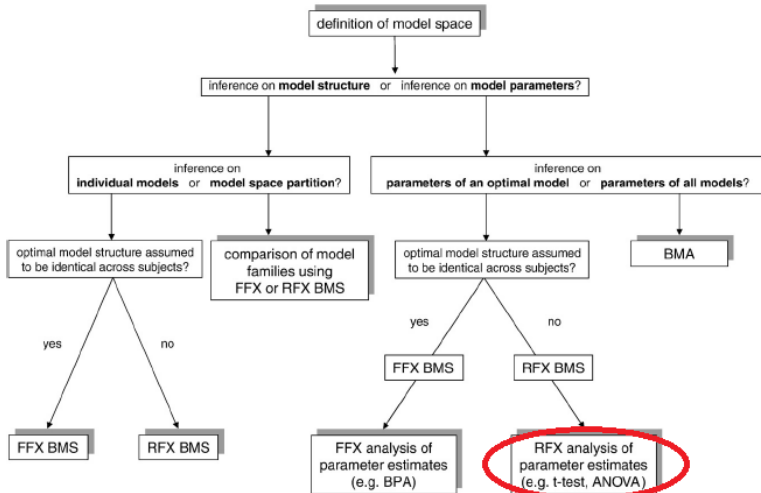 definition of model space
inference on model structure or inference on model parameters?
inference on
individual models or model space partition?
inference on
parameters of an optimal model or parameters of all models?
optimal model structure assumed
to be identical across subjects?
comparison of model
families using
FFX or RFX BMS
optimal model structure assumed
to be identical across subjects?
BMA
yes
no
yes
no
FFX BMS
RFX BMS
FFX BMS
RFX BMS
FFX analysis of
parameter estimates
(e.g. BPA)
RFX analysis of
parameter estimates
(e.g. t-test, ANOVA)